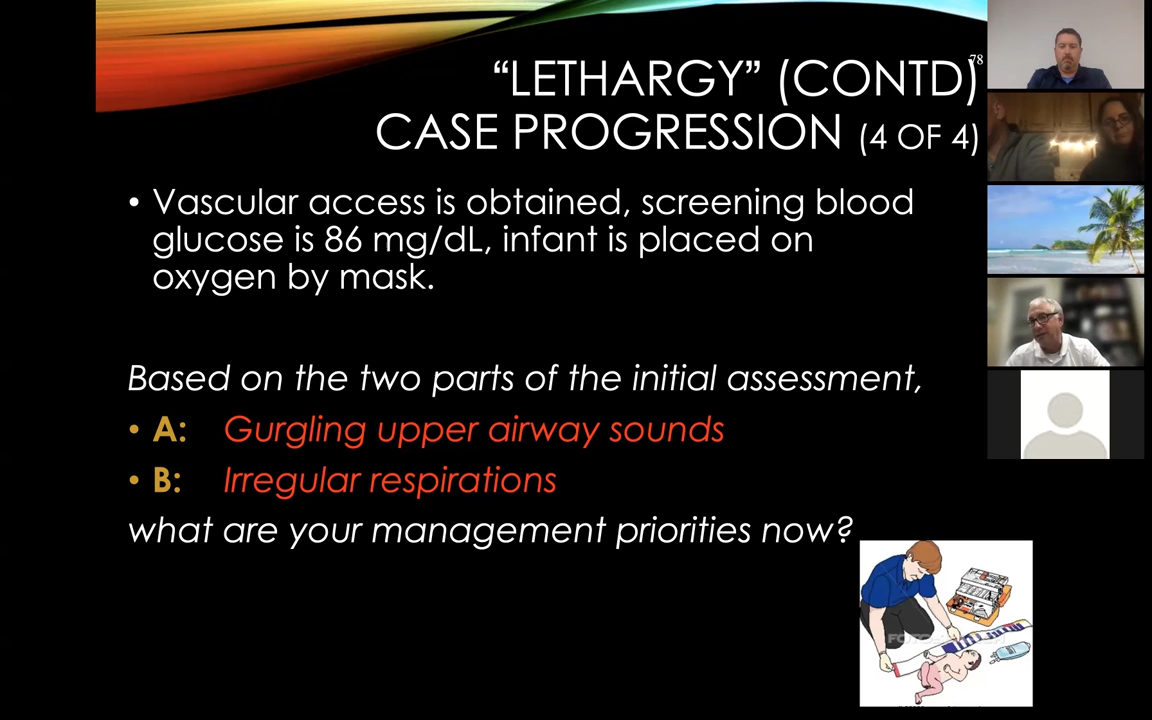 78
“LETHARGY” (CONTD)
CASE PROGRESSION (4 OF 4)
• Vascular access is obtained, screening blood
glucose is 86 mg/dL, infant is placed on
oxygen by mask.
Based on the two parts of the initial assessment,
• A: Gurgling upper airway sounds
• B: Irregular respirations
what are your management priorities now?